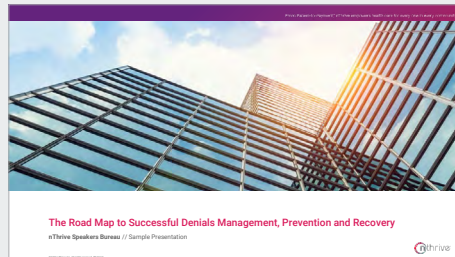 The Road Map to Successful Denials Management, Prevention and Recovery
nThrive Speakers Bureau // Sample Presentation
nthrive